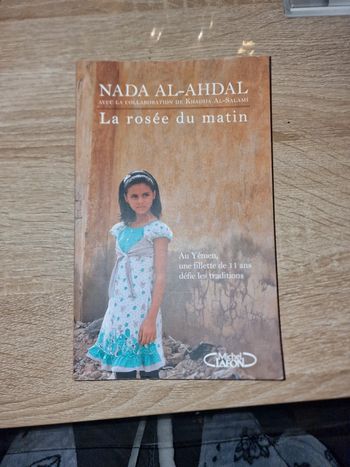 NADA AL-AHDAL
AVEC LA COLLABORATION DE KHADIJA AL-SALAMI
La rosée du matin
Au Yémen,
une fillette de 11 ans
défie les traditions
Michel
LAFON